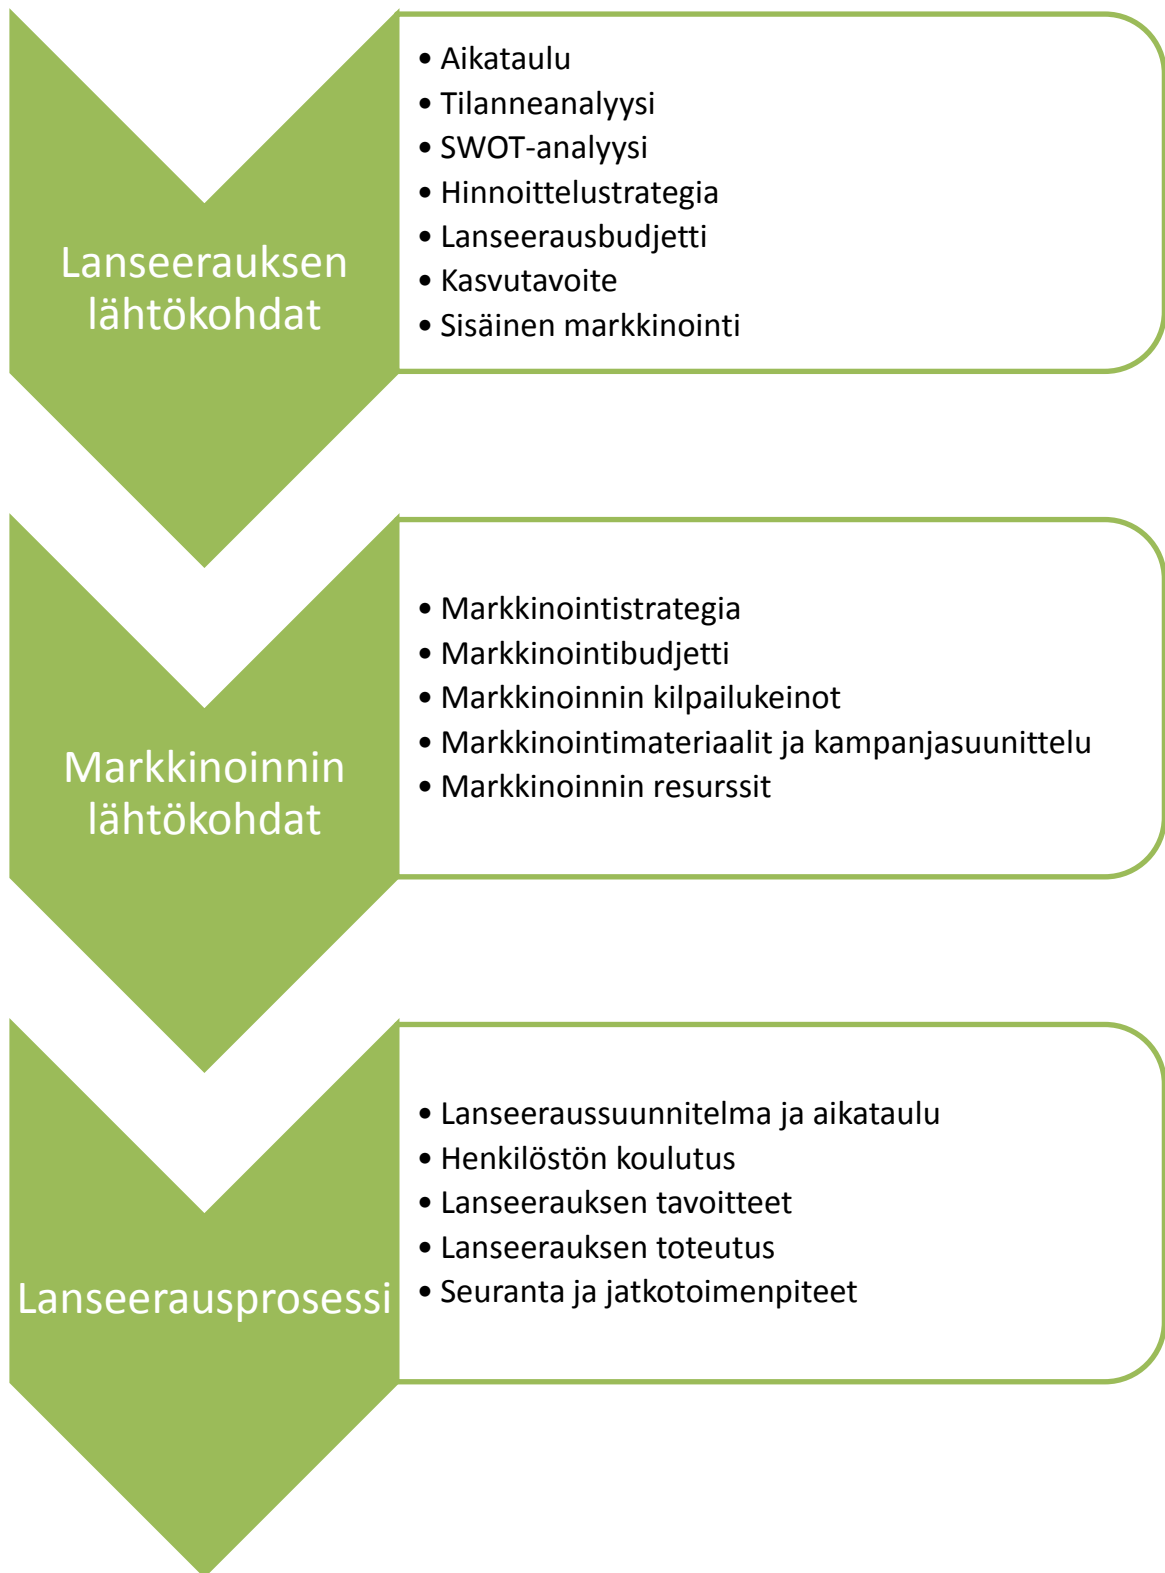 Lanseerauksen
lähtökohdat
• Aikataulu
• Tilanneanalyysi
• SWOT-analyysi
• Hinnoittelustrategia
• Lanseerausbudjetti
• Kasvutavoite
• Sisäinen markkinointi
Markkinoinnin
lähtökohdat
• Markkinointistrategia
• Markkinointibudjetti
• Markkinoinnin kilpailukeinot
• Markkinointimateriaalit ja kampanjasuunittelu
• Markkinoinnin resurssit
Lanseerausprosessi
• Lanseeraussuunnitelma ja aikataulu
• Henkilöstön koulutus
• Lanseerauksen tavoitteet
• Lanseerauksen toteutus
• Seuranta ja jatkotoimenpiteet